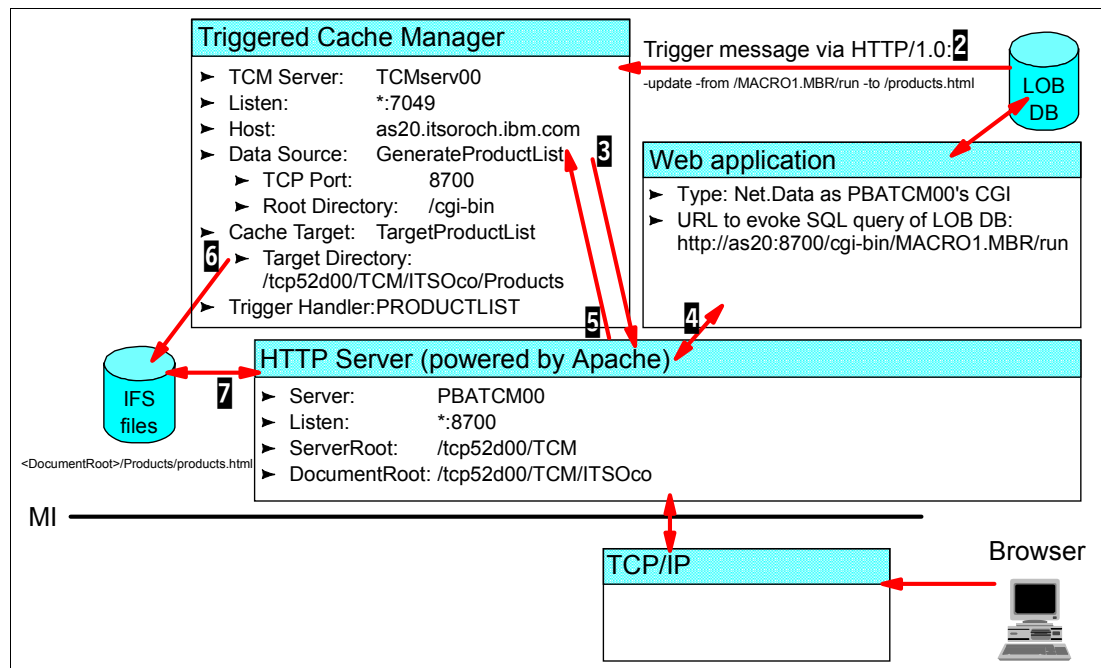 Triggered Cache Manager
➤ TCM Server: TCMserv00
➤ Listen: *:7049
➤ Host: as20.itsoroch.ibm.com
➤ Data Source: GenerateProductList
➤ TCP Port: 8700
➤ Root Directory: /cgi-bin
➤ Cache Target: TargetProductList
➤ Target Directory:
/tcp52d00/TCM/ITSOco/Products
➤ Trigger Handler:PRODUCTLIST
Trigger message via HTTP/1.0: 2
-update -from /MACRO1.MBR/run -to /products.html
LOB
DB
3
Web application
➤ Type: Net.Data as PBATCM00's CGI
➤ URL to evoke SQL query of LOB DB:
http://as20:8700/cgi-bin/MACRO1.MBR/run
6
5
4
HTTP Server (powered by Apache)
➤ Server: PBATCM00
➤ Listen: *:8700
➤ ServerRoot: /tcp52d00/TCM
➤ DocumentRoot: /tcp52d00/TCM/ITSOco
IFS
files
7
<DocumentRoot>/Products/products.html
MI
TCP/IP
Browser